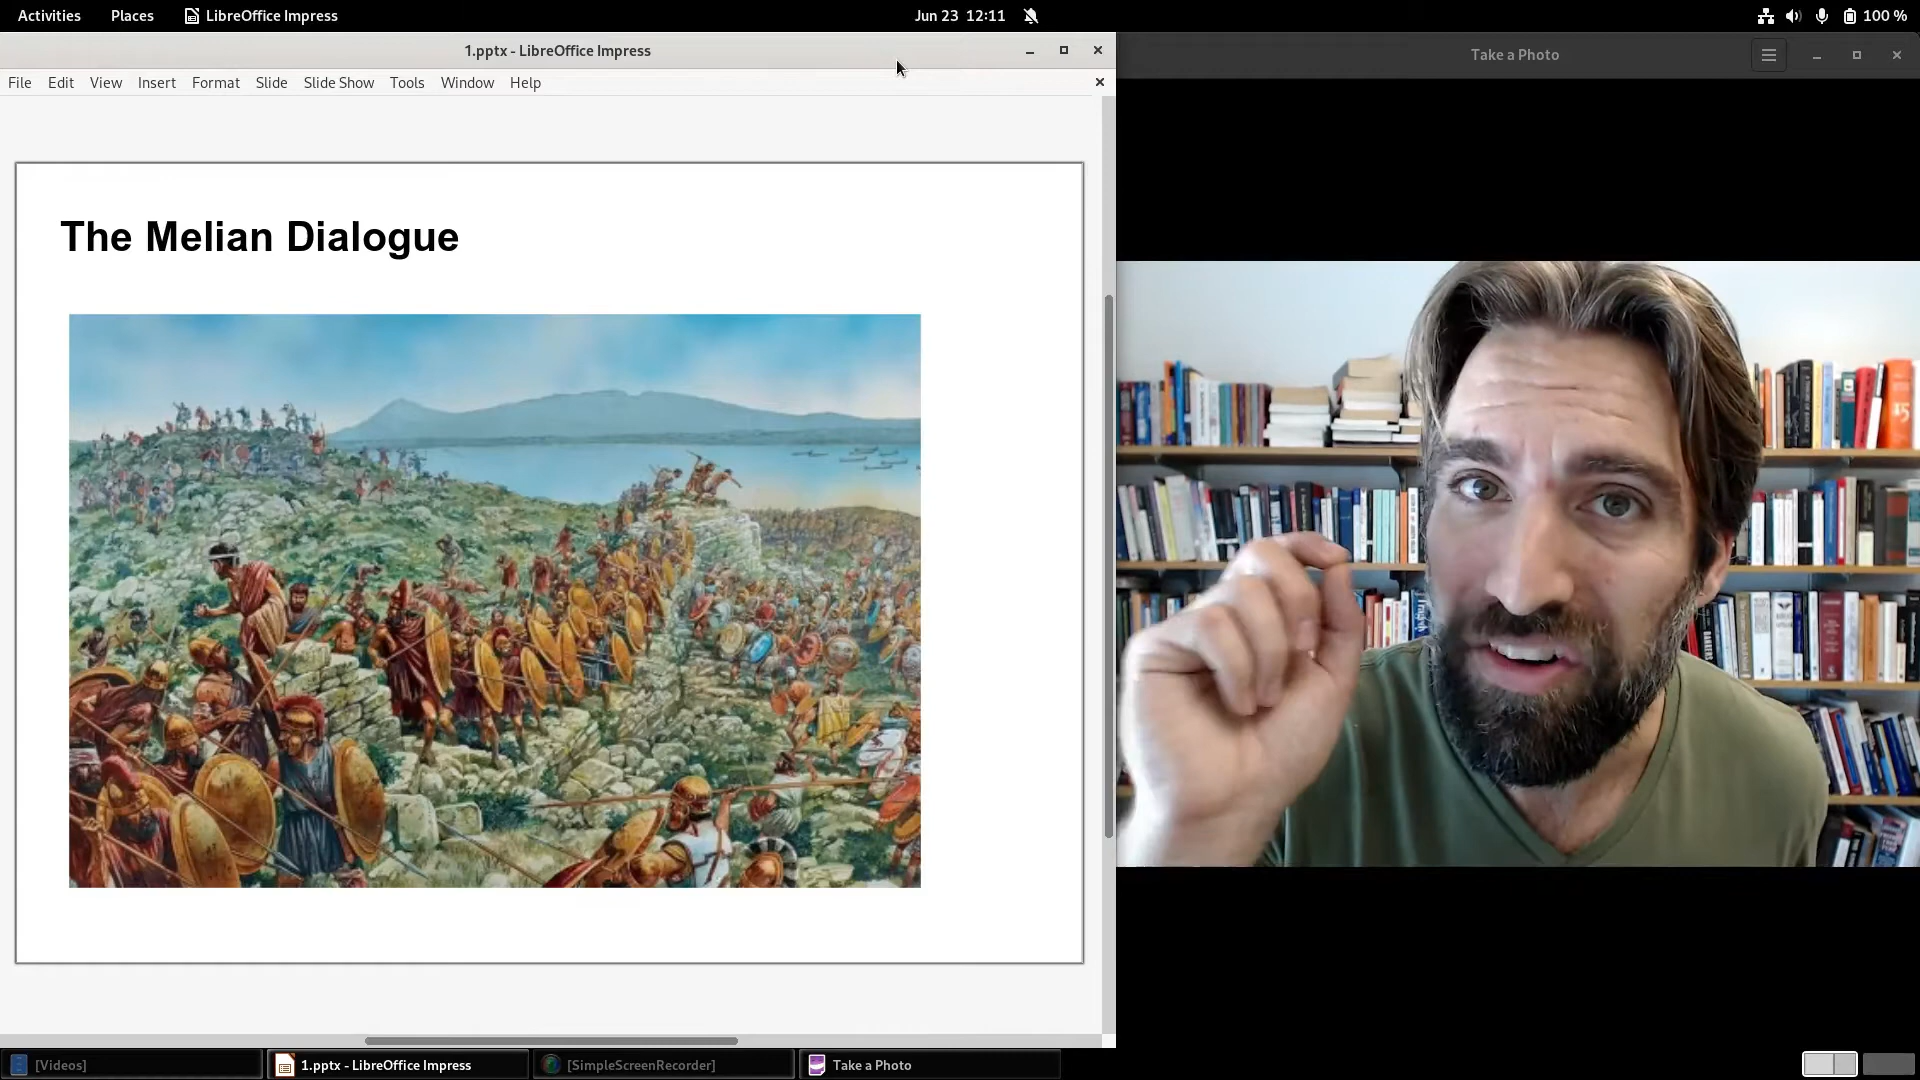 Activities Places LibreOffice Impress Jun 23 12:11 100 %
1.pptx - LibreOffice Impress
Take a Photo
File Edit View Insert Format Slide Slide Show Tools Window Help
The Melian Dialogue
15
[Videos] 1.pptx - LibreOffice Impress [SimpleScreenRecorder] Take a Photo